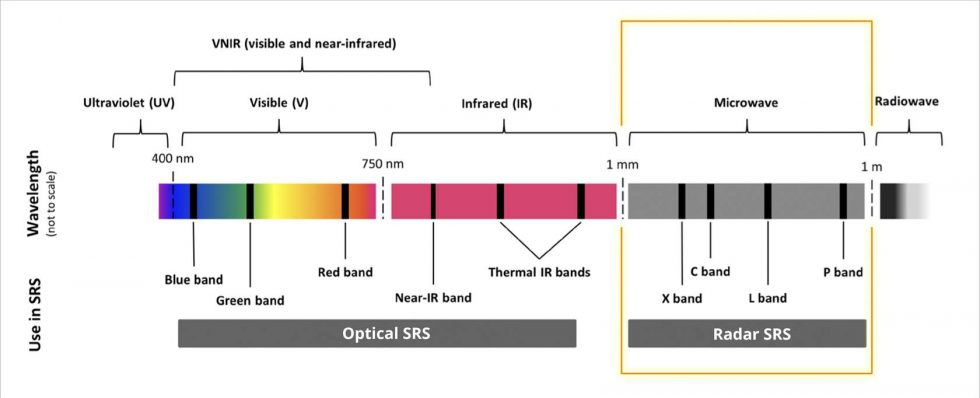 VNIR (visible and near-infrared)
Ultraviolet (UV)
Visible (V)
Infrared (IR)
Microwave
Radiowave
400 nm
750 nm
1 mm
1 m
Wavelength
(not to scale)
Blue band
Green band
Red band
Near-IR band
Thermal IR bands
X band
C band
L band
P band
Use in SRS
Optical SRS
Radar SRS